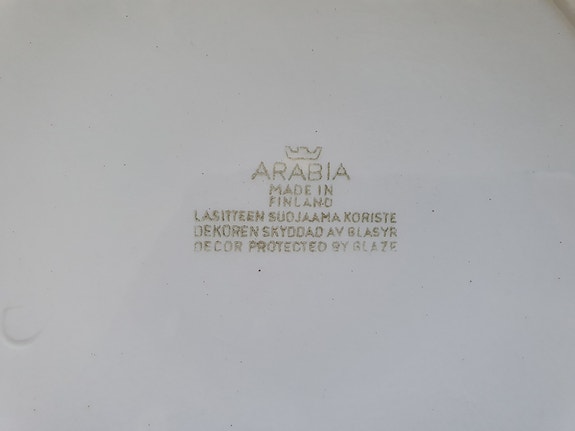 ARABIA
MADE IN
FINLAND
LASITTEEN SUOJAAMA KORISTE
DEKOREN SKYDDAD AV GLASYR
DECOR PROTECTED BY GLAZE